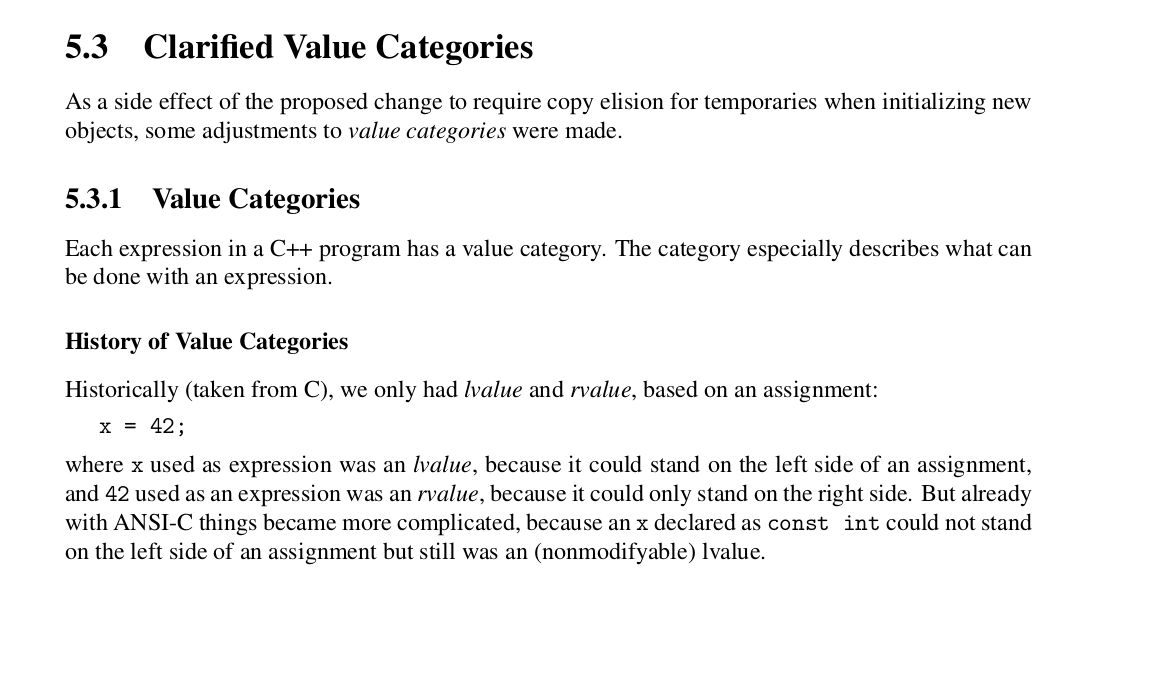 5.3 Clarified Value Categories
As a side effect of the proposed change to require copy elision for temporaries when initializing new
objects, some adjustments to value categories were made.
5.3.1 Value Categories
Each expression in a C++ program has a value category. The category especially describes what can
be done with an expression.
History of Value Categories
Historically (taken from C), we only had lvalue and rvalue, based on an assignment:
x = 42;
where x used as expression was an lvalue, because it could stand on the left side of an assignment,
and 42 used as an expression was an rvalue, because it could only stand on the right side. But already
with ANSI-C things became more complicated, because an x declared as const int could not stand
on the left side of an assignment but still was an (nonmodifyable) lvalue.